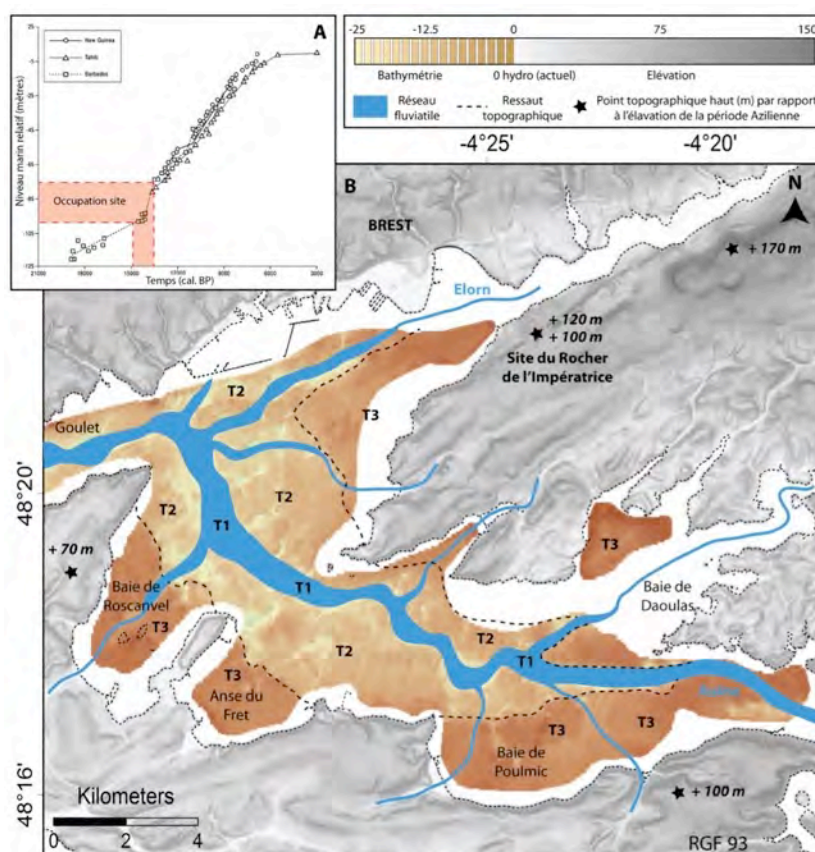 A
New Guinea
Tahiti
Barbades
Niveau marin relatif (mètres)
Occupation site
Temps (cal. BP)
-25
-12.5
0
75
150
Bathymétrie
0 hydro (actuel)
Elévation
Réseau
fluviatile
Ressaut
topographique
Point topographique haut (m) par rapport
à l'élavation de la période Azilienne
-4°25'
-4°20'
B
N
BREST
+ 170 m
Elorn
+ 120 m
+ 100 m
Site du Rocher
de l'Impératrice
T2
T3
Goulet
48°20'
T2
T2
T1
+ 70 m
T3
T1
Baie de
Roscanvel
Baie de
Daoulas
T3
T2
T2
T1
T3
Anse du
Fret
T3
T3
Baie de
Poulmic
48°16'
Kilometers
0
2
4
+ 100 m
RGF 93